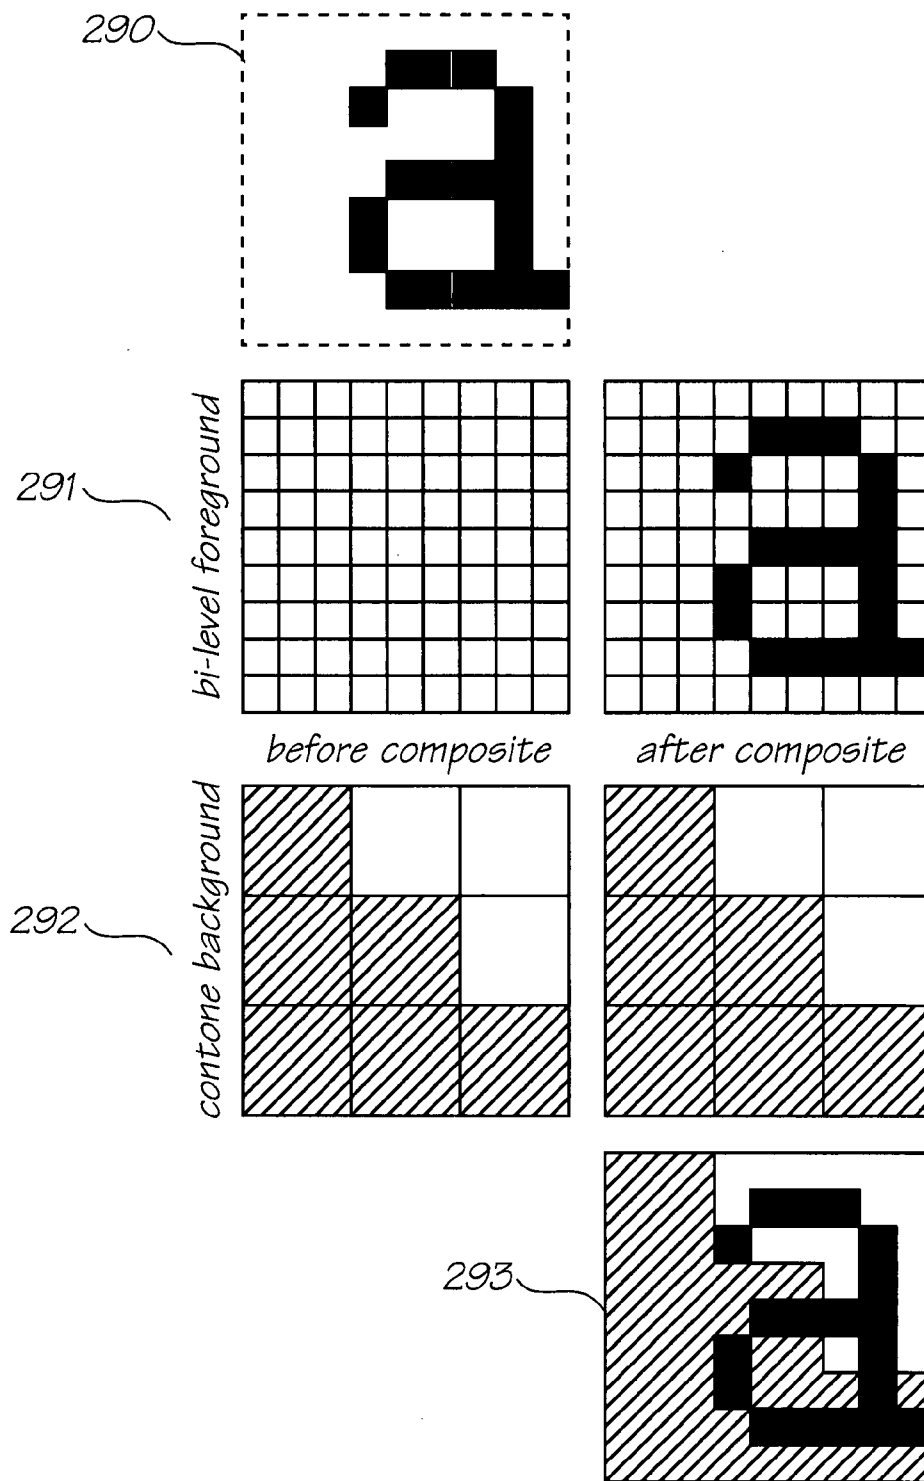 290
a
291
bi-level foreground
a
before composite
after composite
292
contone background
293
a